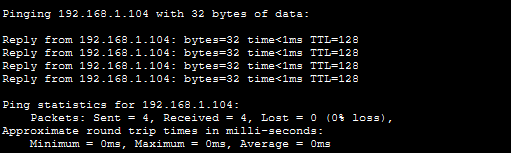 Pinging 192.168.1.104 with 32 bytes of data:
Reply from 192.168.1.104: bytes=32 time<1ms TTL=128
Reply from 192.168.1.104: bytes=32 time<1ms TTL=128
Reply from 192.168.1.104: bytes=32 time<1ms TTL=128
Reply from 192.168.1.104: bytes=32 time<1ms TTL=128
Ping statistics for 192.168.1.104:
Packets: Sent = 4, Received = 4, Lost = 0 (0% loss),
Approximate round trip times in milli-seconds:
Minimum = 0ms, Maximum = 0ms, Average = 0ms